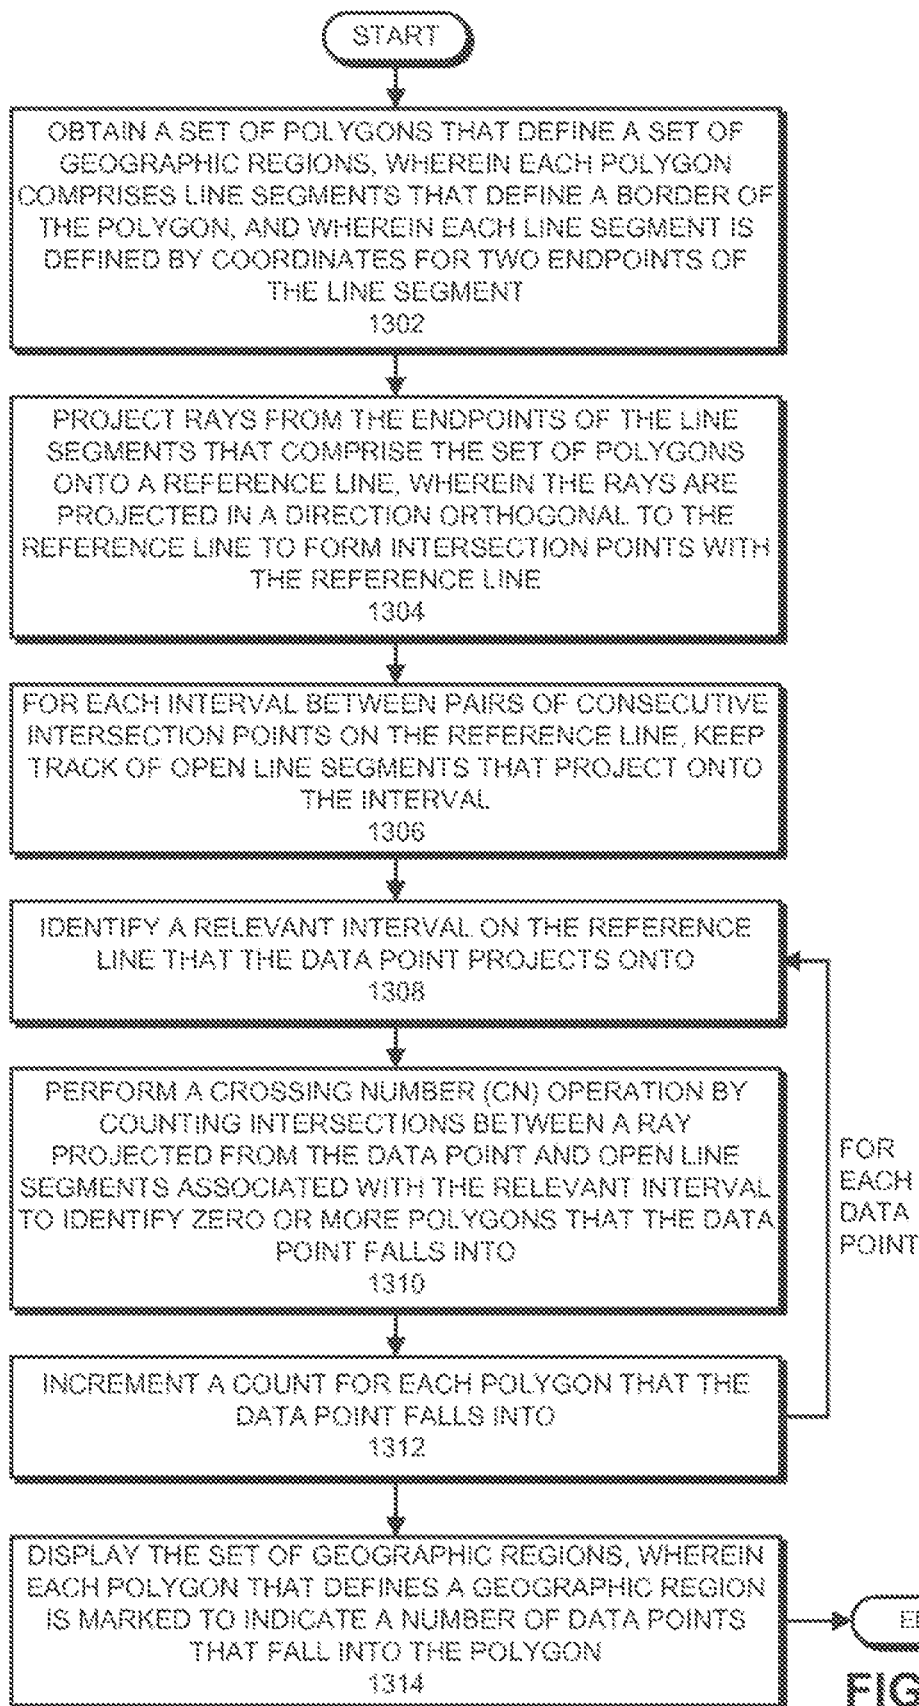 START
OBTAIN A SET OF POLYGONS THAT DEFINE A SET OF
GEOGRAPHIC REGIONS, WHEREIN EACH POLYGON
COMPRISES LINE SEGMENTS THAT DEFINE A BORDER OF
THE POLYGON, AND WHEREIN EACH LINE SEGMENT IS
DEFINED BY COORDINATES FOR TWO ENDPOINTS OF
THE LINE SEGMENT
1302
PROJECT RAYS FROM THE ENDPOINTS OF THE LINE
SEGMENTS THAT COMPRISE THE SET OF POLYGONS
ONTO A REFERENCE LINE, WHEREIN THE RAYS ARE
PROJECTED IN A DIRECTION ORTHOGONAL TO THE
REFERENCE LINE TO FORM INTERSECTION POINTS WITH
THE REFERENCE LINE
1304
FOR EACH INTERVAL BETWEEN PAIRS OF CONSECUTIVE
INTERSECTION POINTS ON THE REFERENCE LINE, KEEP
TRACK OF OPEN LINE SEGMENTS THAT PROJECT ONTO
THE INTERVAL
1306
IDENTIFY A RELEVANT INTERVAL ON THE REFERENCE
LINE THAT THE DATA POINT PROJECTS ONTO
1308
PERFORM A CROSSING NUMBER (CN) OPERATION BY
COUNTING INTERSECTIONS BETWEEN A RAY
PROJECTED FROM THE DATA POINT AND OPEN LINE
SEGMENTS ASSOCIATED WITH THE RELEVANT INTERVAL
TO IDENTIFY ZERO OR MORE POLYGONS THAT THE DATA
POINT FALLS INTO
1310
FOR
EACH
DATA
POINT
INCREMENT A COUNT FOR EACH POLYGON THAT THE
DATA POINT FALLS INTO
1312
DISPLAY THE SET OF GEOGRAPHIC REGIONS, WHEREIN
EACH POLYGON THAT DEFINES A GEOGRAPHIC REGION
IS MARKED TO INDICATE A NUMBER OF DATA POINTS
THAT FALL INTO THE POLYGON
1314
FIG